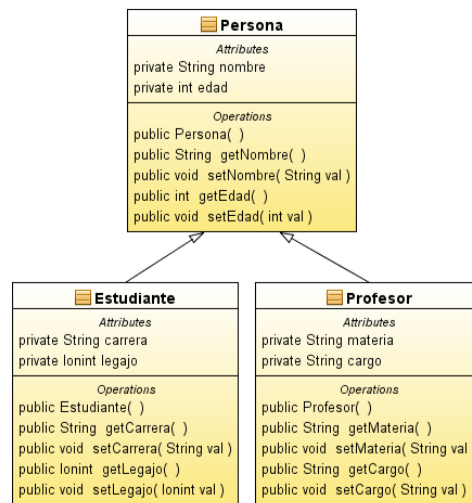 Persona
Attributes
private String nombre
private int edad
Operations
public Persona( )
public String getNombre( )
public void setNombre( String val )
public int getEdad( )
public void setEdad( int val )
Estudiante
Attributes
private String carrera
private Ionint legajo
Operations
public Estudiante( )
public String getCarrera( )
public void setCarrera( String val )
public Ionint getLegajo( )
public void setLegajo( Ionint val )
Profesor
Attributes
private String materia
private String cargo
Operations
public Profesor( )
public String getMateria( )
public void setMateria( String val
public String getCargo( )
public void setCargo( String val )